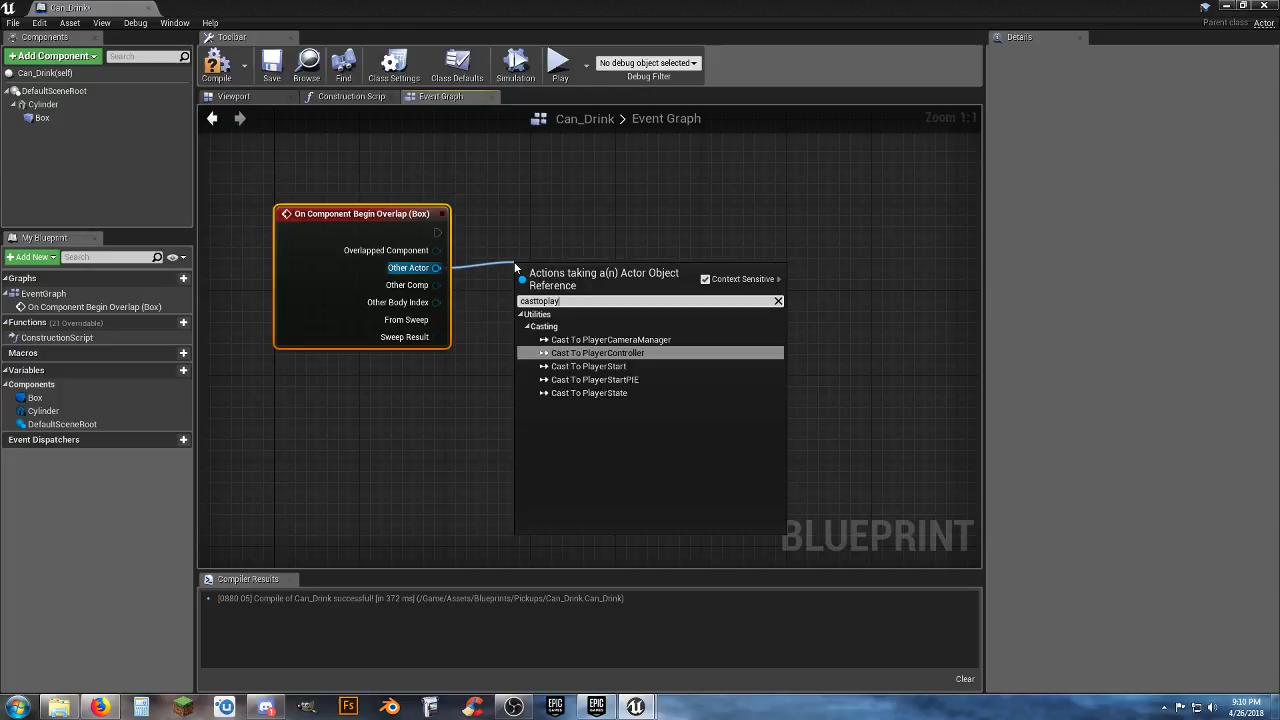 Can_Drink*
File Edit Asset View Debug Window Help
Parent class: Actor
Components
Toolbar
Details
+Add Component
Search
Can_Drink(self)
DefaultSceneRoot
Cylinder
Box
Compile
Save
Browse
Find
Class Settings
Class Defaults
Simulation
Play
No debug object selected
Debug Filter
Viewport
Construction Scrip
Event Graph
Can_Drink > Event Graph
Zoom 1:1
My Blueprint
+Add New
Search
Graphs
EventGraph
On Component Begin Overlap (Box)
Functions (21 Overridable)
ConstructionScript
Macros
Variables
Components
Box
Cylinder
DefaultSceneRoot
Event Dispatchers
On Component Begin Overlap (Box)
Overlapped Component
Other Actor
Other Comp
Other Body Index
From Sweep
Sweep Result
Actions taking a(n) Actor Object
Reference
Context Sensitive
casttoplay
Utilities
Casting
Cast To PlayerCameraManager
Cast To PlayerController
Cast To PlayerStart
Cast To PlayerStartPIE
Cast To PlayerState
BLUEPRINT
Compiler Results
[0880.05] Compile of Can_Drink successful! [in 372 ms] (/Game/Assets/Blueprints/Pickups/Can_Drink.Can_Drink)
Clear
Fs
EPIC
GAMES
EPIC
GAMES
9:10 PM
4/26/2018